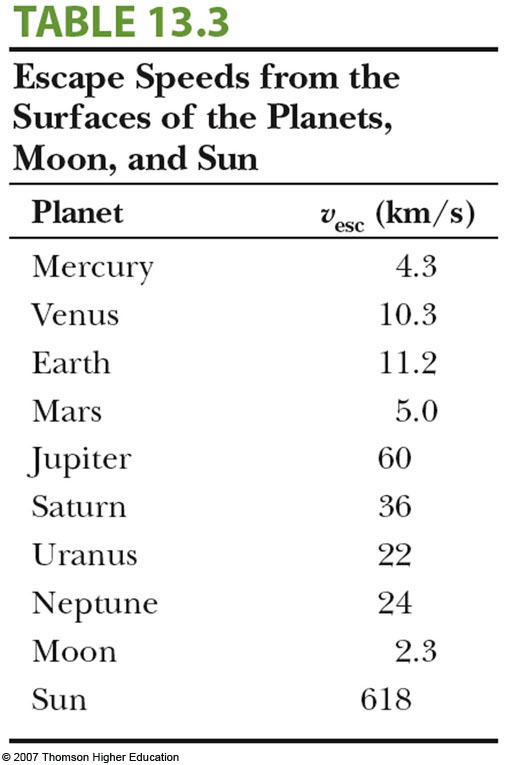 TABLE 13.3
Escape Speeds from the
Surfaces of the Planets,
Moon, and Sun
Planet vesc (km/s)
Mercury 4.3
Venus 10.3
Earth 11.2
Mars 5.0
Jupiter 60
Saturn 36
Uranus 22
Neptune 24
Moon 2.3
Sun 618
© 2007 Thomson Higher Education